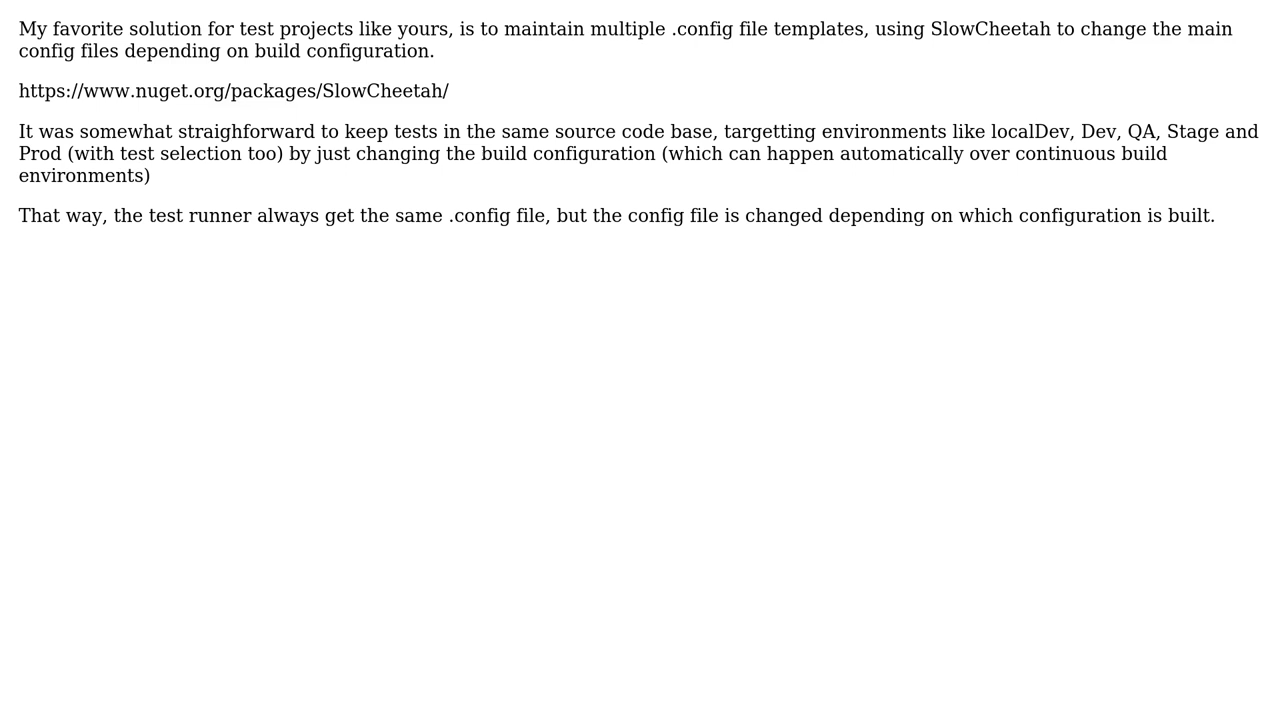 My favorite solution for test projects like yours, is to maintain multiple .config file templates, using SlowCheetah to change the main
config files depending on build configuration.
https://www.nuget.org/packages/SlowCheetah/
It was somewhat straighforward to keep tests in the same source code base, targetting environments like localDev, Dev, QA, Stage and
Prod (with test selection too) by just changing the build configuration (which can happen automatically over continuous build
environments)
That way, the test runner always get the same .config file, but the config file is changed depending on which configuration is built.